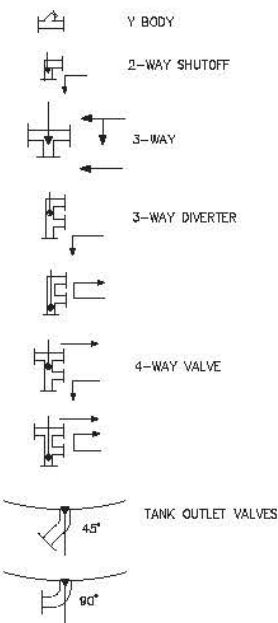 Y BODY
2-WAY SHUTOFF
3-WAY
3-WAY DIVERTER
4-WAY VALVE
TANK OUTLET VALVES
45°
90°